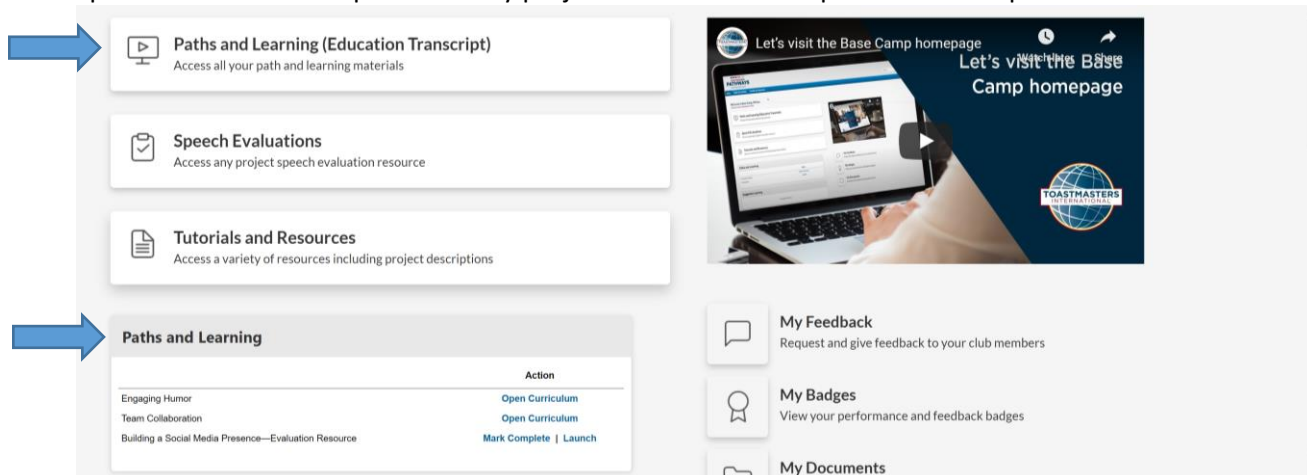 Paths and Learning (Education Transcript)
Access all your path and learning materials
Speech Evaluations
Access any project speech evaluation resource
Tutorials and Resources
Access a variety of resources including project descriptions
Paths and Learning
Action
Engaging Humor
Open Curriculum
Team Collaboration
Open Curriculum
Building a Social Media Presence—Evaluation Resource
Mark Complete | Launch
Let's visit the Base Camp homepage
Watch later
Share
Let's visit the Base
Camp homepage
TOASTMASTERS
INTERNATIONAL
My Feedback
Request and give feedback to your club members
My Badges
View your performance and feedback badges
My Documents